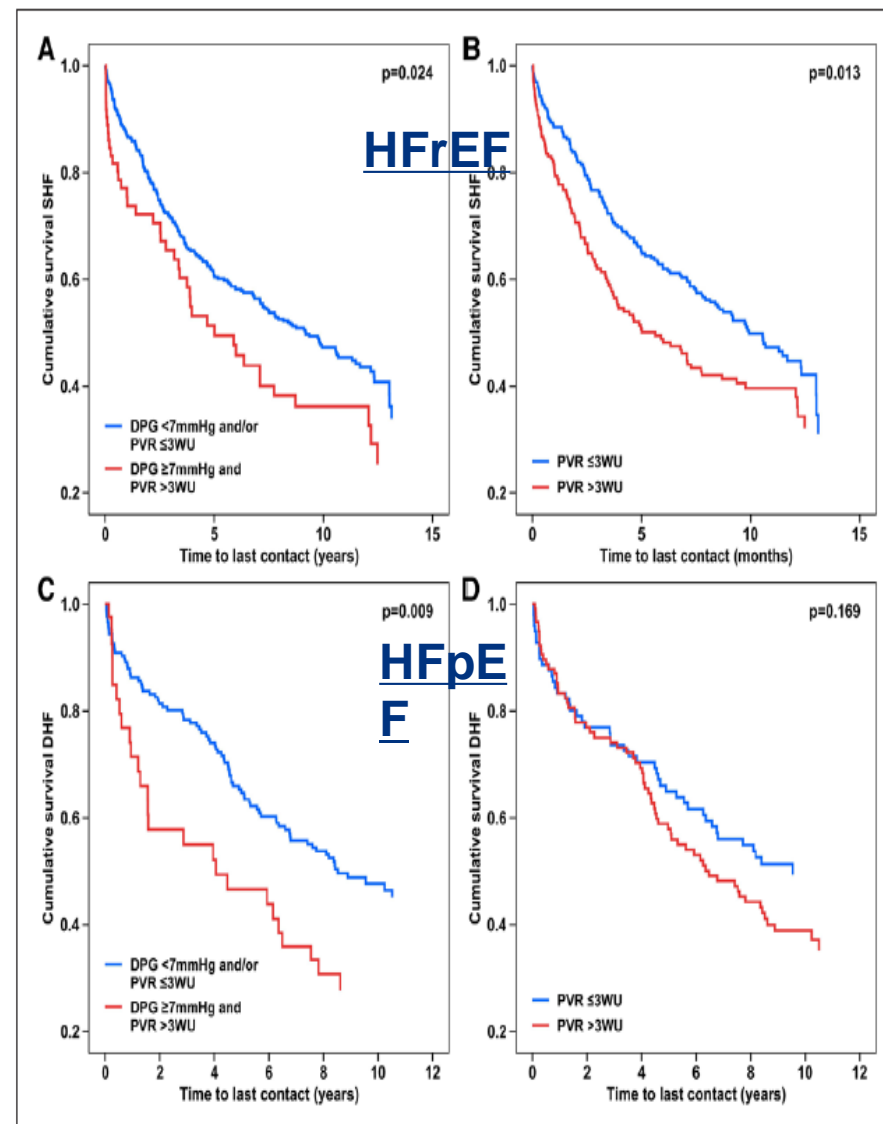 A
p=0.024
Cumulative survival SHF
1.0
0.8
0.6
0.4
0.2
DPG <7mmHg and/or
PVR ≤3WU
DPG ≥7mmHg and
PVR >3WU
0 5 10 15
Time to last contact (years)
HFrEF
B
p=0.013
Cumulative survival SHF
1.0
0.8
0.6
0.4
0.2
PVR ≤3WU
PVR >3WU
0 5 10 15
Time to last contact (months)
C
p=0.009
Cumulative survival DHF
1.0
0.8
0.6
0.4
0.2
DPG <7mmHg and/or
PVR ≤3WU
DPG ≥7mmHg and
PVR >3WU
0 2 4 6 8 10 12
Time to last contact (years)
HFpE
F
D
p=0.169
Cumulative survival DHF
1.0
0.8
0.6
0.4
0.2
PVR ≤3WU
PVR >3WU
0 2 4 6 8 10 12
Time to last contact (years)